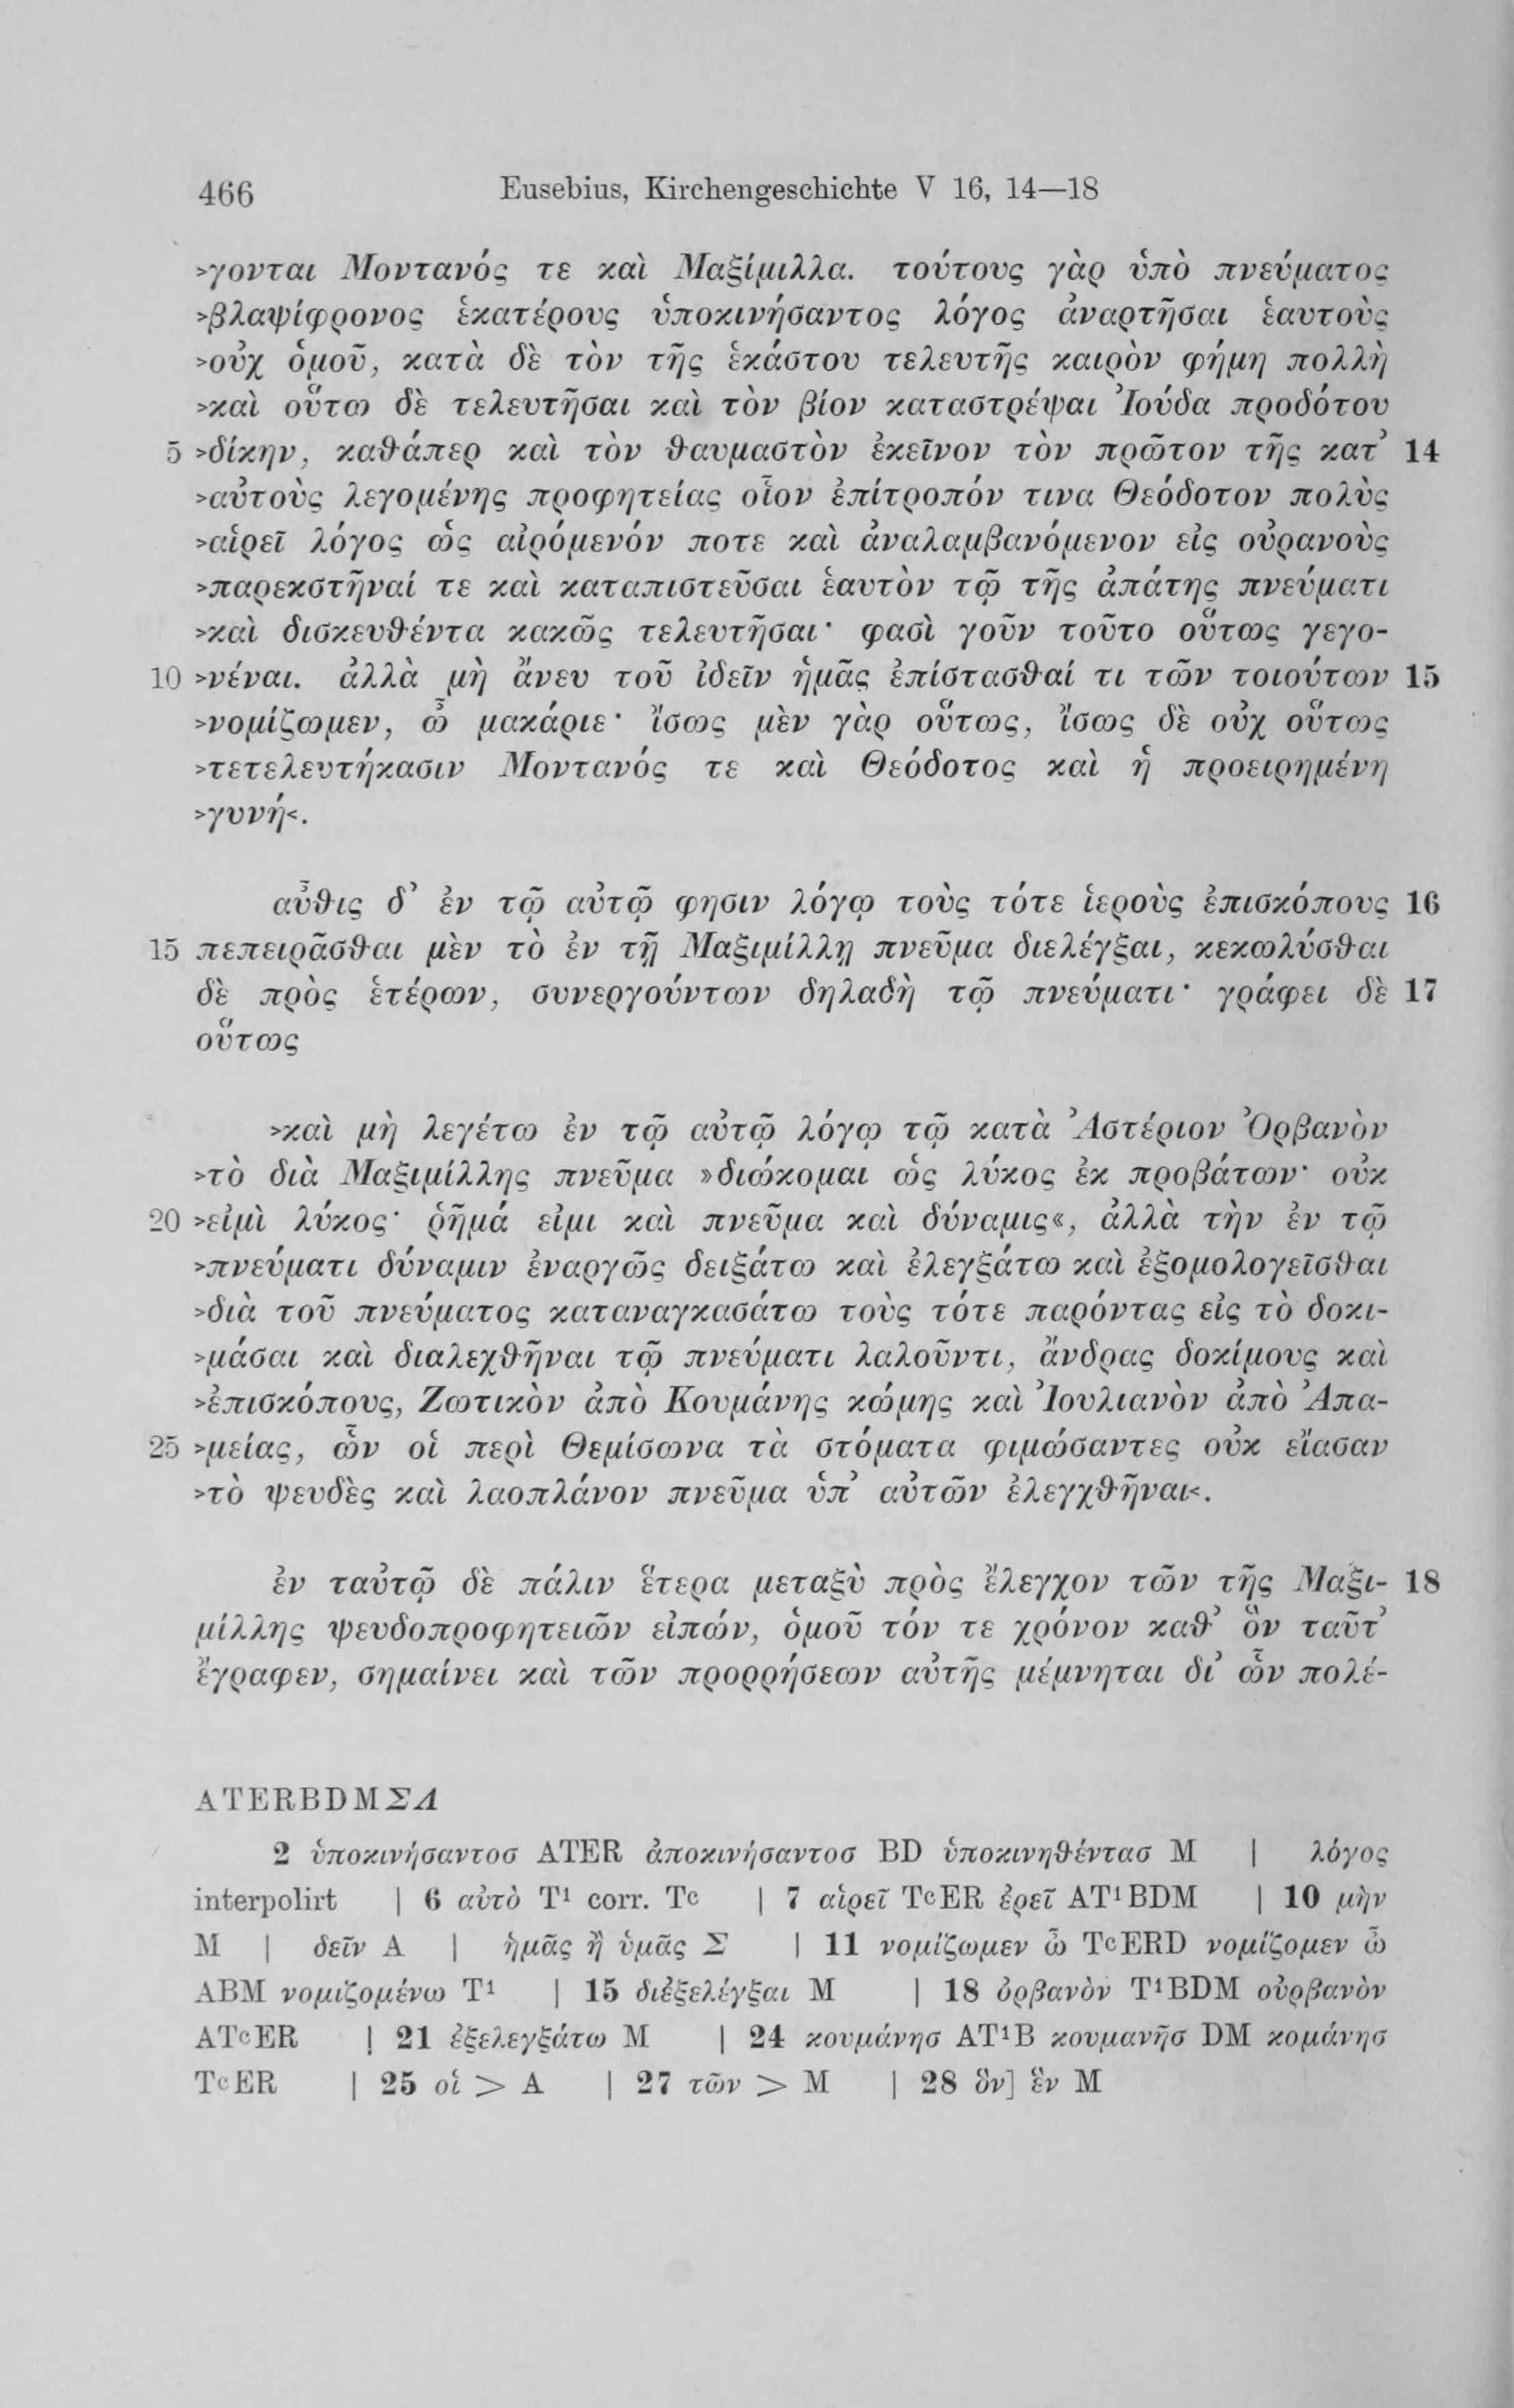 466 Eusebius, Kirchengeschichte V 16, 14—18
>γονται Μοντανός τε καὶ Μαξίμιλλα. τούτους γὰρ ὑπὸ πνεύματος
>βλαψίφρονος ἑκατέρους ὑποκινήσαντος λόγος ἀναρτῆσαι ἑαυτοὺς
>οὐχ ὁμοῦ, κατὰ δὲ τὸν τῆς ἑκάστου τελευτῆς καιρὸν φήμη πολλὴ
>καὶ οὕτω δὲ τελευτῆσαι καὶ τὸν βίον καταστρέψαι Ἰούδα προδότου
5 >δίκην, καθάπερ καὶ τὸν θαυμαστὸν ἐκεῖνον τὸν πρῶτον τῆς κατ’ 14
>αὐτοὺς λεγομένης προφητείας οἷον ἐπίτροπόν τινα Θεόδοτον πολὺς
>αἱρεῖ λόγος ὡς αἰρόμενόν ποτε καὶ ἀναλαμβανόμενον εἰς οὐρανοὺς
>παρεκστῆναί τε καὶ καταπιστεῦσαι ἑαυτὸν τῷ τῆς ἀπάτης πνεύματι
>καὶ δισκευθέντα κακῶς τελευτῆσαι· φασὶ γοῦν τοῦτο οὕτως γεγο-
10 >νέναι. ἀλλὰ μὴ ἄνευ τοῦ ἰδεῖν ἡμᾶς ἐπίστασθαί τι τῶν τοιούτων 15
>νομίζωμεν, ὦ μακάριε· ἴσως μὲν γὰρ οὕτως, ἴσως δὲ οὐχ οὕτως
>τετελευτήκασιν Μοντανός τε καὶ Θεόδοτος καὶ ἡ προειρημένη
>γυνή<.
αὖθις δ’ ἐν τῷ αὐτῷ φησιν λόγῳ τοὺς τότε ἱεροὺς ἐπισκόπους 16
15 πεπειρᾶσθαι μὲν τὸ ἐν τῇ Μαξιμίλλῃ πνεῦμα διελέγξαι, κεκωλύσθαι
δὲ πρὸς ἑτέρων, συνεργούντων δηλαδὴ τῷ πνεύματι· γράφει δὲ 17
οὕτως
>καὶ μὴ λεγέτω ἐν τῷ αὐτῷ λόγῳ τῷ κατὰ Ἀστέριον Ὀρβανὸν
>τὸ διὰ Μαξιμίλλης πνεῦμα »διώκομαι ὡς λύκος ἐκ προβάτων· οὐκ
20 >εἰμὶ λύκος· ῥῆμά εἰμι καὶ πνεῦμα καὶ δύναμις«, ἀλλὰ τὴν ἐν τῷ
>πνεύματι δύναμιν ἐναργῶς δειξάτω καὶ ἐλεγξάτω καὶ ἐξομολογεῖσθαι
>διὰ τοῦ πνεύματος καταναγκασάτω τοὺς τότε παρόντας εἰς τὸ δοκι-
>μάσαι καὶ διαλεχθῆναι τῷ πνεύματι λαλοῦντι, ἄνδρας δοκίμους καὶ
>ἐπισκόπους, Ζωτικὸν ἀπὸ Κουμάνης κώμης καὶ Ἰουλιανὸν ἀπὸ Ἀπα-
25 >μείας, ὧν οἱ περὶ Θεμίσωνα τὰ στόματα φιμώσαντες οὐκ εἴασαν
>τὸ ψευδὲς καὶ λαοπλάνον πνεῦμα ὑπ’ αὐτῶν ἐλεγχθῆναι<.
ἐν ταὐτῷ δὲ πάλιν ἕτερα μεταξὺ πρὸς ἔλεγχον τῶν τῆς Μαξι- 18
μίλλης ψευδοπροφητειῶν εἰπών, ὁμοῦ τόν τε χρόνον καθ’ ὃν ταῦτ’
ἔγραφεν, σημαίνει καὶ τῶν προρρήσεων αὐτῆς μέμνηται δι’ ὧν πολέ-
ATERBDMΣΛ
2 ὑποκινήσαντοσ ATER ἀποκινήσαντοσ BD ὑποκινηθέντασ M | λόγος
interpolirt | 6 αὐτὸ T¹ corr. Tᶜ | 7 αἱρεῖ TᶜER ἐρεῖ AT¹BDM | 10 μὴν
M | δεῖν A | ἡμᾶς ἢ ὑμᾶς Σ | 11 νομίζωμεν ὦ TᶜERD νομίζομεν ὦ
ABM νομιζομένω T¹ | 15 διεξελέγξαι M | 18 ὀρβανὸν T¹BDM οὐρβανὸν
ATᶜER | 21 ἐξελεγξάτω M | 24 κουμάνησ AT¹B κουμανῆσ DM κομάνησ
TᶜER | 25 οἱ > A | 27 τῶν > M | 28 ὃν] ἓν M